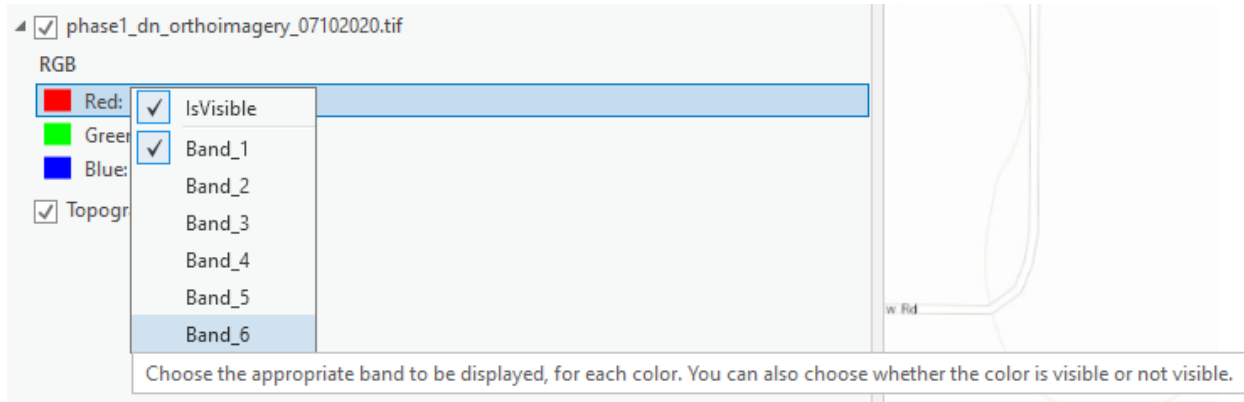 phase1_dn_orthoimagery_07102020.tif
RGB
Red:
IsVisible
Green
Band_1
Blue:
Band_2
Topogr
Band_3
Band_4
Band_5
w Rd
Band_6
Choose the appropriate band to be displayed, for each color. You can also choose whether the color is visible or not visible.